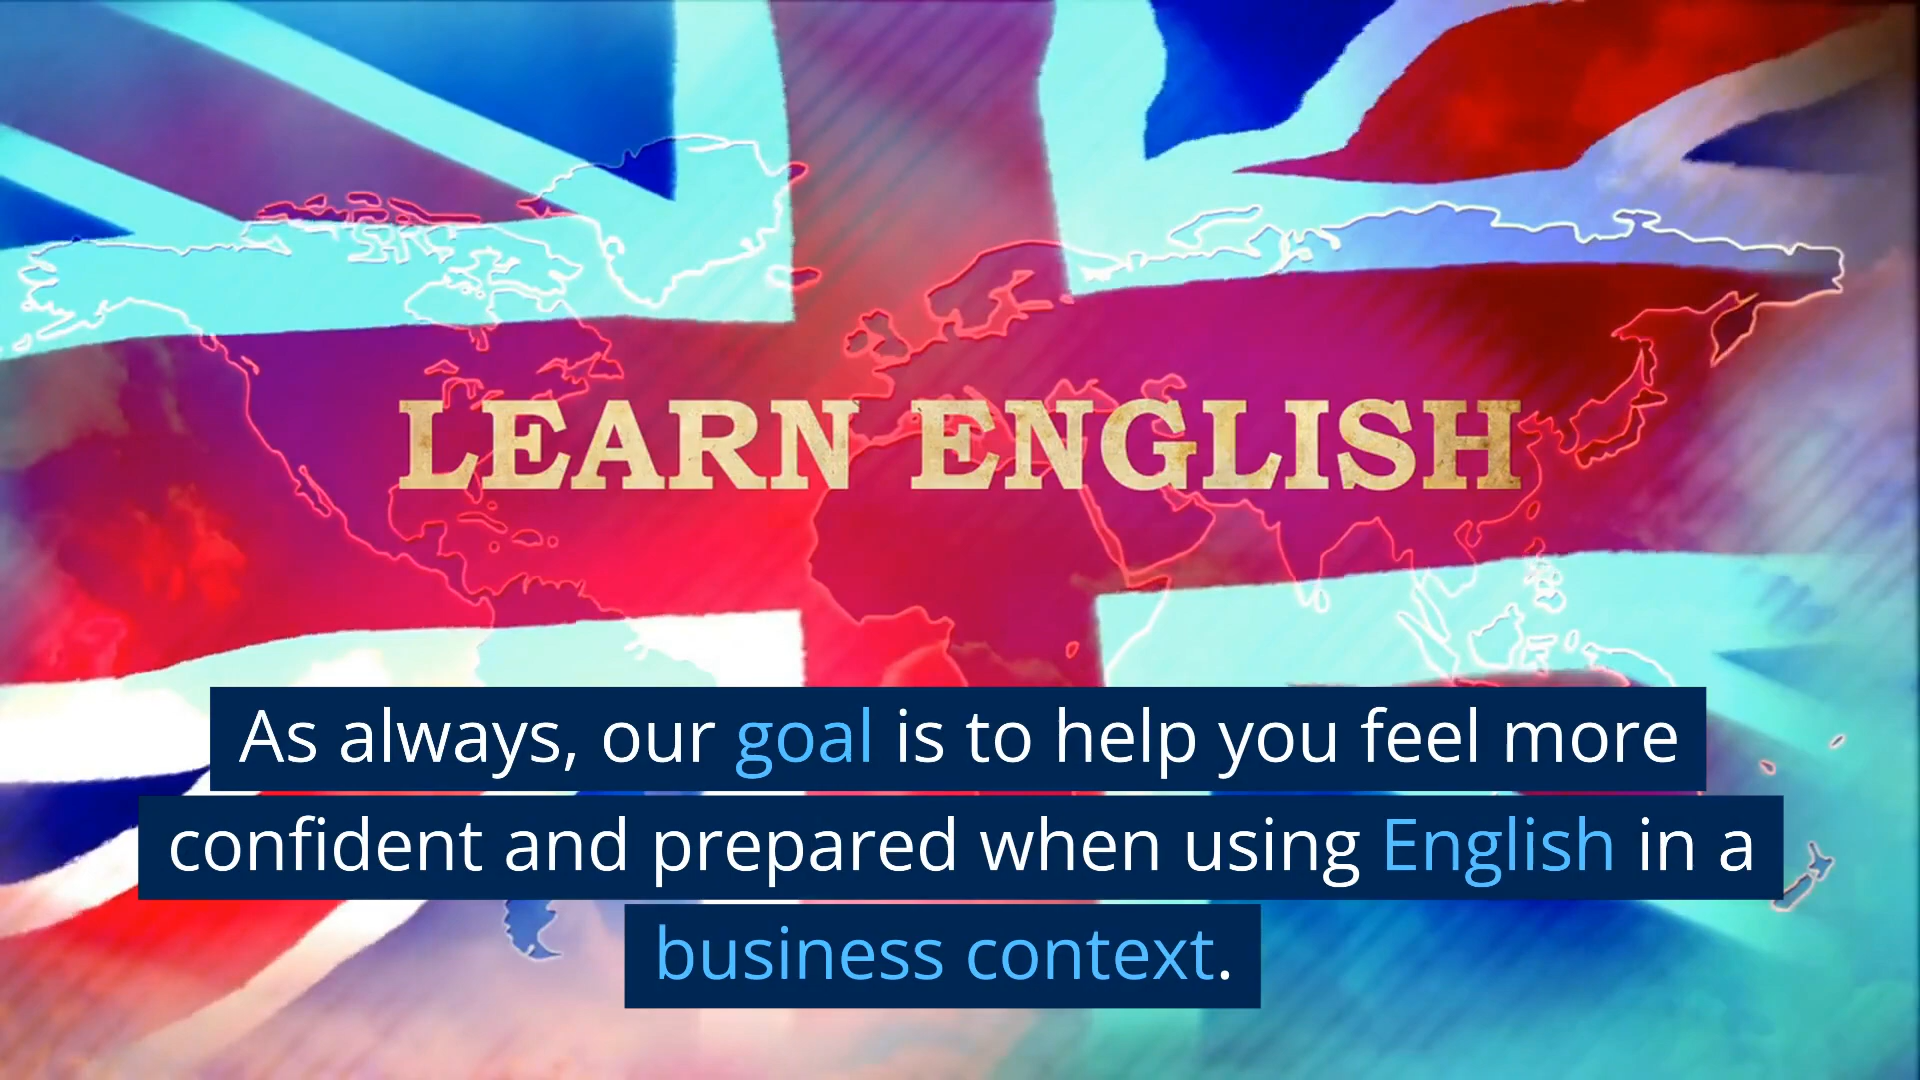 LEARN ENGLISH
As always, our goal is to help you feel more
confident and prepared when using English in a
business context.